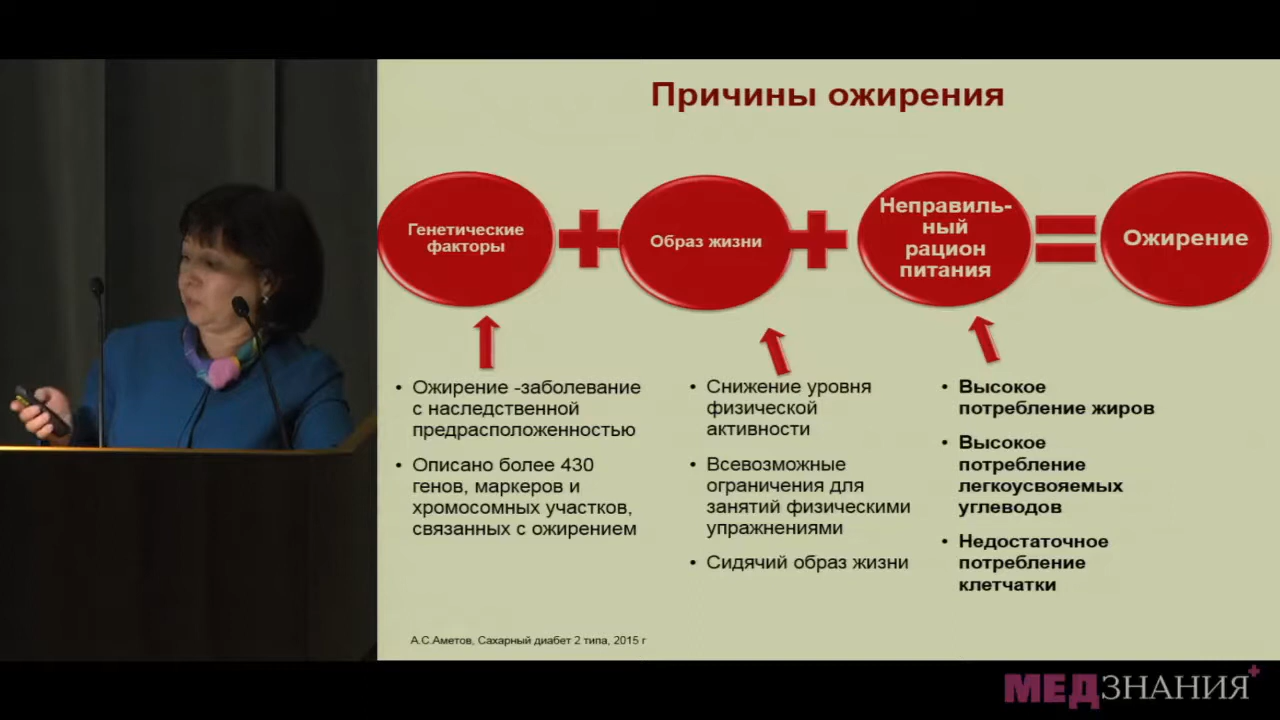 Причины ожирения
Генетические
факторы
Образ жизни
Неправиль-
ный
рацион
питания
Ожирение
• Ожирение -заболевание
с наследственной
предрасположенностью
• Описано более 430
генов, маркеров и
хромосомных участков,
связанных с ожирением
• Снижение уровня
физической
активности
• Всевозможные
ограничения для
занятий физическими
упражнениями
• Сидячий образ жизни
• Высокое
потребление жиров
• Высокое
потребление
легкоусвояемых
углеводов
• Недостаточное
потребление
клетчатки
А.С.Аметов, Сахарный диабет 2 типа, 2015 г
МЕДЗНАНИЯ+